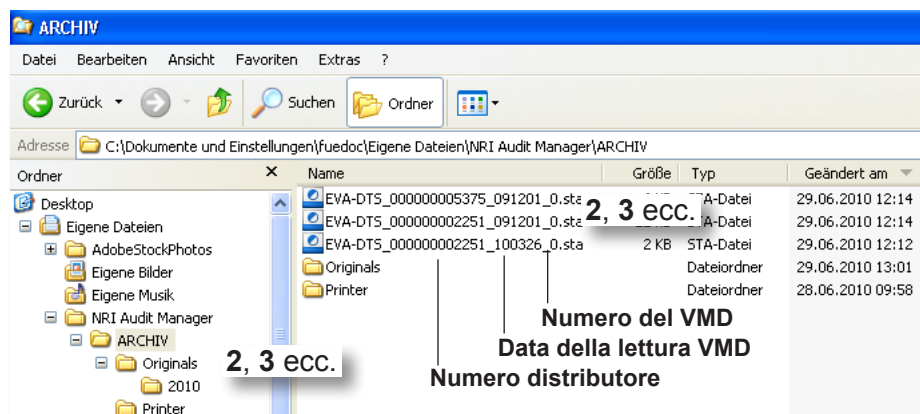 ARCHIV
Datei Bearbeiten Ansicht Favoriten Extras ?
Zurück Suchen Ordner
Adresse C:\Dokumente und Einstellungen\fuedoc\Eigene Dateien\NRI Audit Manager\ARCHIV
Ordner × Name Größe Typ Geändert am
Desktop
Eigene Dateien
AdobeStockPhotos
Eigene Bilder
Eigene Musik
NRI Audit Manager
ARCHIV
Originals
2010
Printer
2, 3 ecc.
EVA-DTS_000000005375_091201_0.sta STA-Datei 29.06.2010 12:14
EVA-DTS_000000002251_091201_0.sta STA-Datei 29.06.2010 12:14
EVA-DTS_000000002251_100326_0.sta 2 KB STA-Datei 29.06.2010 12:12
Originals Dateiordner 29.06.2010 13:01
Printer Dateiordner 28.06.2010 09:58
2, 3 ecc.
Numero del VMD
Data della lettura VMD
Numero distributore